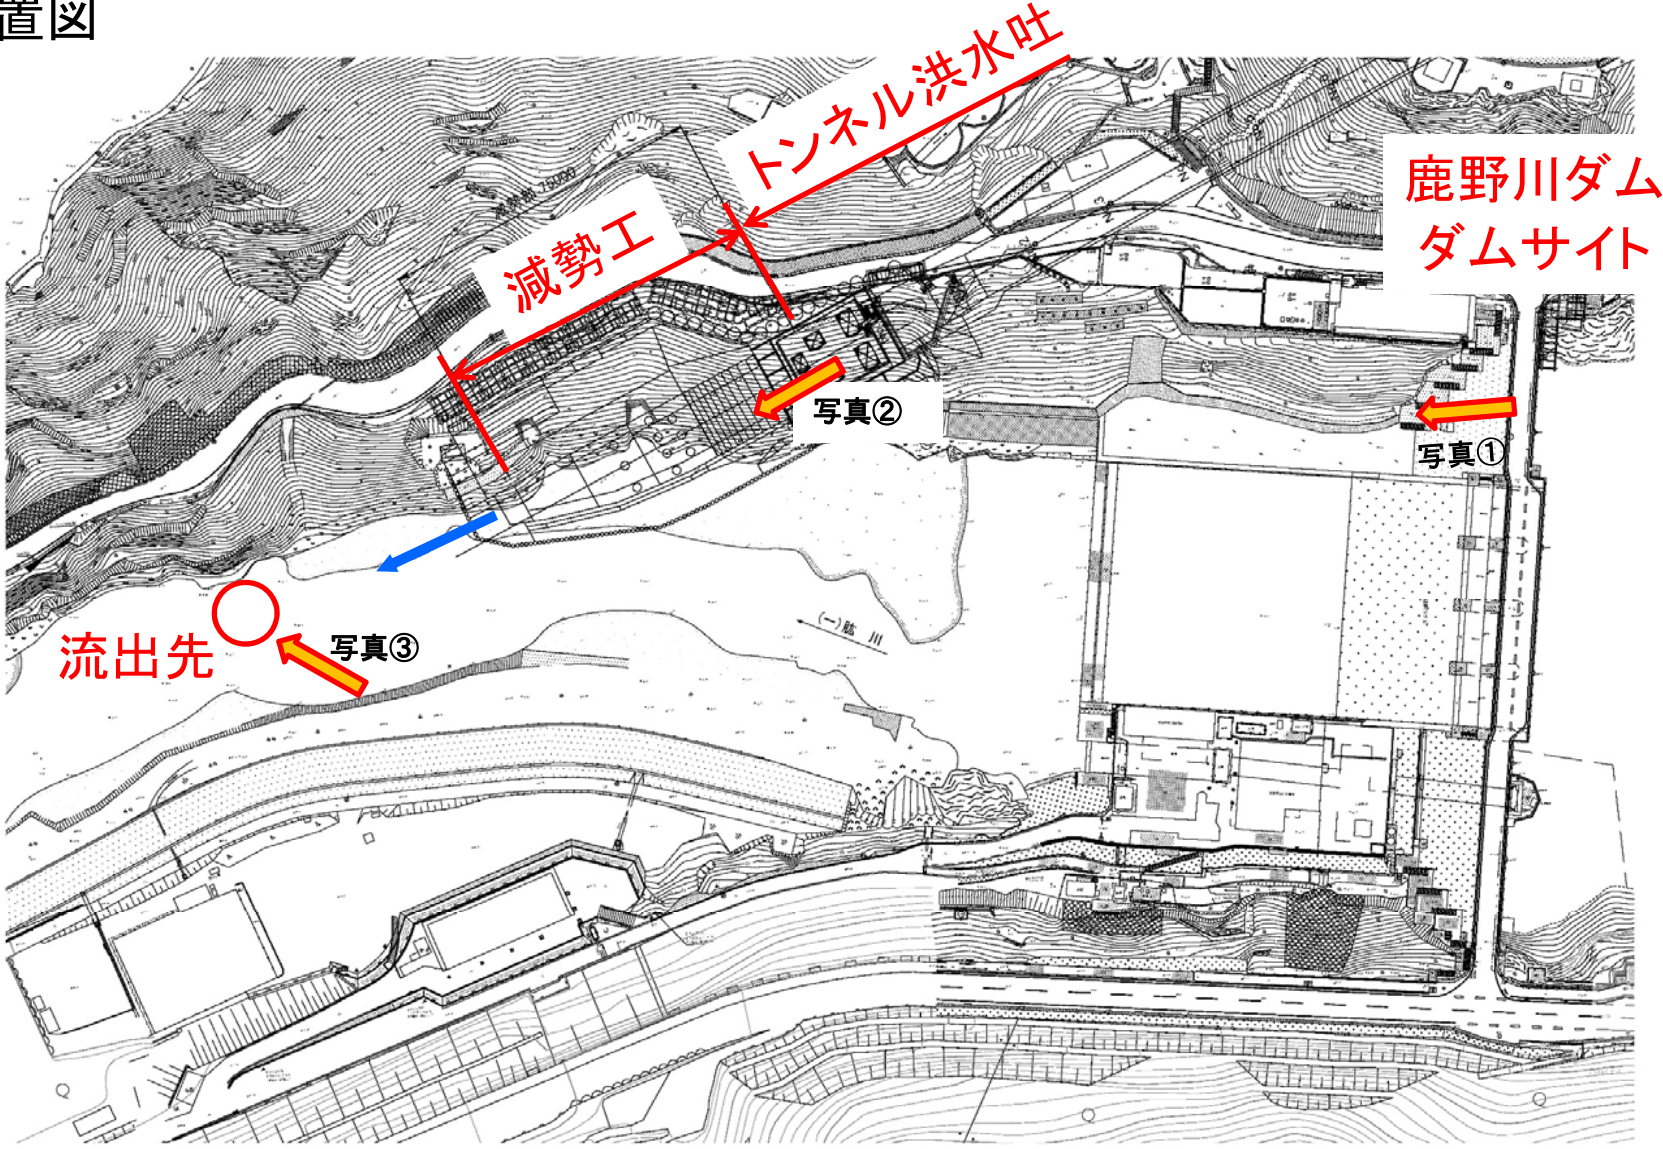 置図
トンネル洪水吐
減勢工
鹿野川ダム
ダムサイト
写真②
写真①
(一)肱川
流出先
写真③